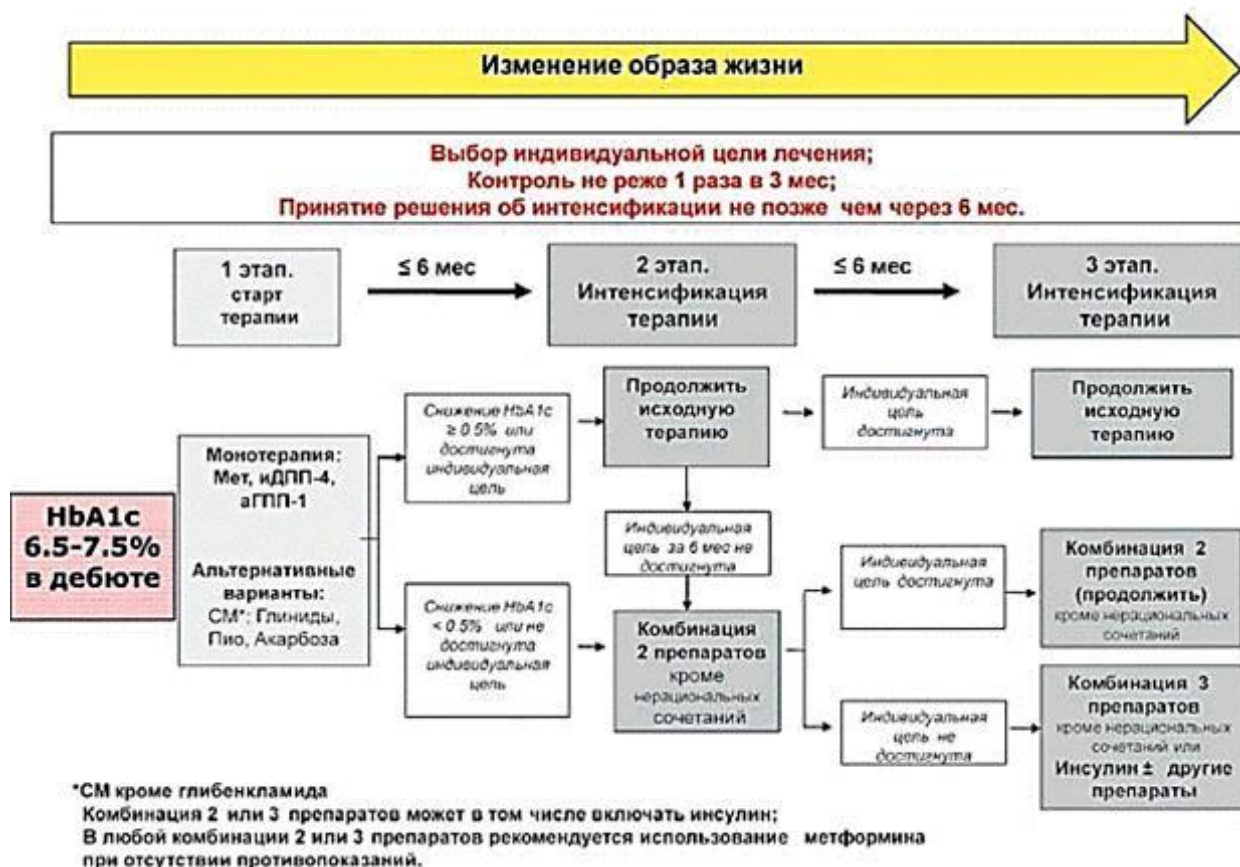 Изменение образа жизни
Выбор индивидуальной цели лечения;
Контроль не реже 1 раза в 3 мес;
Принятие решения об интенсификации не позже чем через 6 мес.
1 этап.
старт
терапии
≤ 6 мес
2 этап.
Интенсификация
терапии
≤ 6 мес
3 этап.
Интенсификация
терапии
HbA1c
6.5-7.5%
в дебюте
Монотерапия:
Мет, иДПП-4,
аГПП-1
Альтернативные
варианты:
СМ*: Глиниды,
Пио, Акарбоза
Снижение HbA1c
≥ 0 5% или
достигнута
индивидуальная
цель
Продолжить
исходную
терапию
Индивидуальная
цель
достигнута
Продолжить
исходную
терапию
Индивидуальная
цель за 6 мес не
достигнута
Снижение HbA1c
< 0 5% или не
достигнута
индивидуальная
цель
Комбинация
2 препаратов
кроме
нерациональных
сочетаний
Индивидуальная
цель достигнута
Комбинация 2
препаратов
(продолжить)
кроме нерациональных
сочетаний
Индивидуальная
цель не
достигнута
Комбинация 3
препаратов
кроме нерациональных
сочетаний или
Инсулин ± другие
препараты
*СМ кроме глибенкламида
Комбинация 2 или 3 препаратов может в том числе включать инсулин;
В любой комбинации 2 или 3 препаратов рекомендуется использование метформина
при отсутствии противопоказаний.